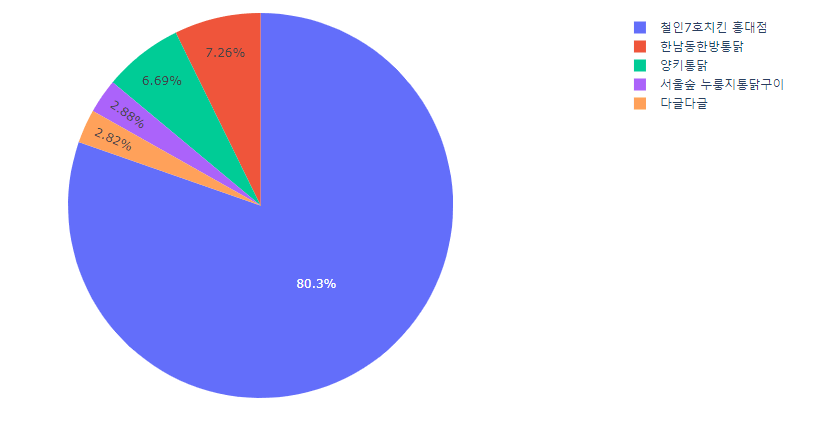 7.26%
6.69%
2.88%
2.82%
80.3%
철인7호치킨 홍대점
한남동한방통닭
양키통닭
서울숲 누룽지통닭구이
다글다글